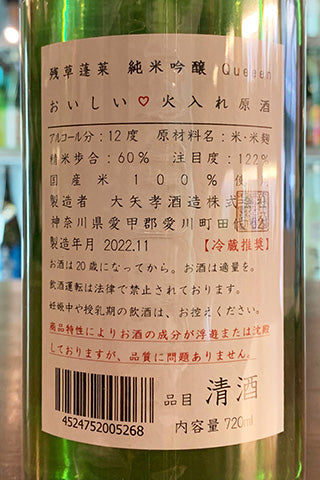 残草蓬莱 純米吟醸 Queeen
おいしい♡火入れ原酒
アルコール分：12度 原材料名：米・米麹
精米歩合：60％ 注目度：122％
国産米100％使用
製造者 大矢孝酒造株式会社
神奈川県愛甲郡愛川町田代521
製造年月 2022.11 【冷蔵推奨】
お酒は20歳になってから。お酒は適量を。
飲酒運転は法律で禁止されております。
妊娠中や授乳期の飲酒は、お控えください。
商品特性によりお酒の成分が浮遊または沈殿
しておりますが、品質に問題ありません。
4524752005268
品目 清酒
内容量 720ml